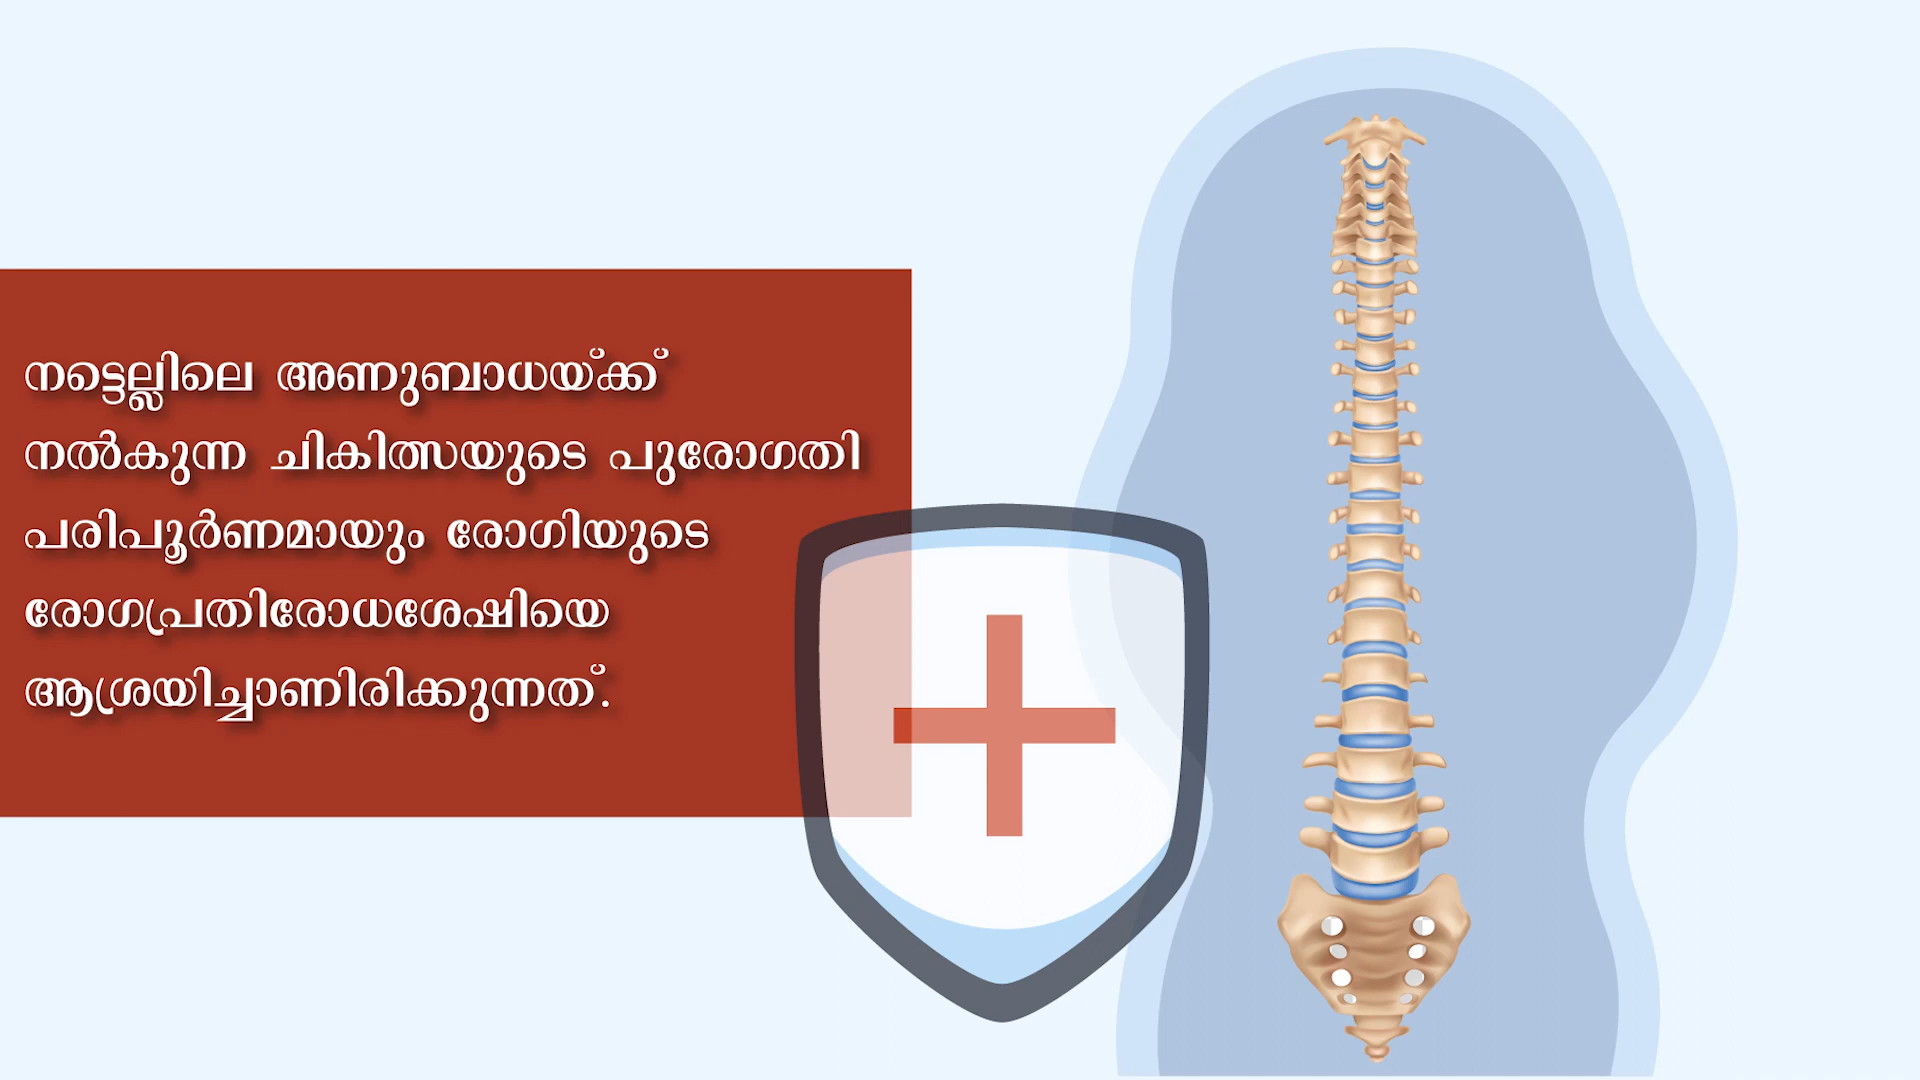 നട്ടെല്ലിലെ അണുബാധയ്ക്ക്
നൽകുന്ന ചികിത്സയുടെ പുരോഗതി
പരിപൂർണമായും രോഗിയുടെ
രോഗപ്രതിരോധശേഷിയെ
ആശ്രയിച്ചാണിരിക്കുന്നത്.